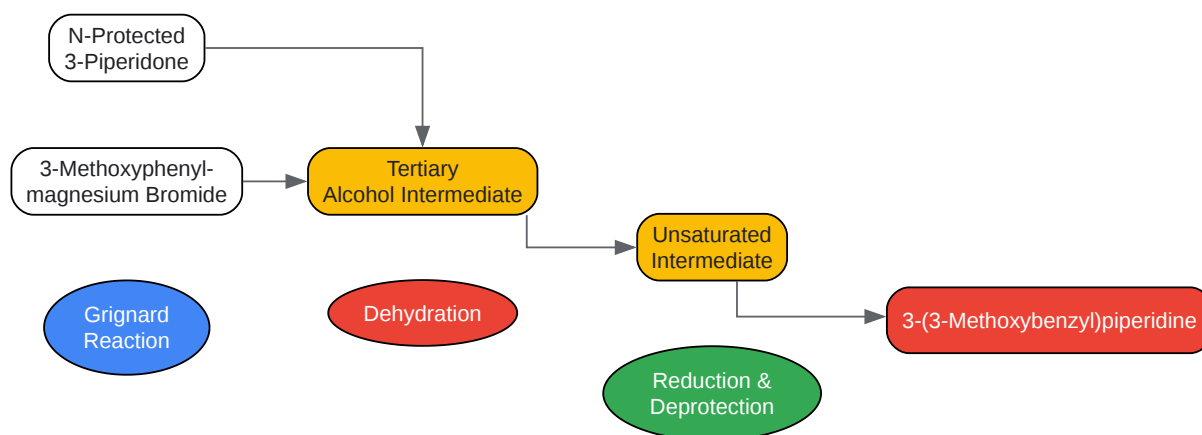 N-Protected
3-Piperidone
3-Methoxyphenyl-
magnesium Bromide
Tertiary
Alcohol Intermediate
Unsaturated
Intermediate
3-(3-Methoxybenzyl)piperidine
Grignard
Reaction
Dehydration
Reduction &
Deprotection